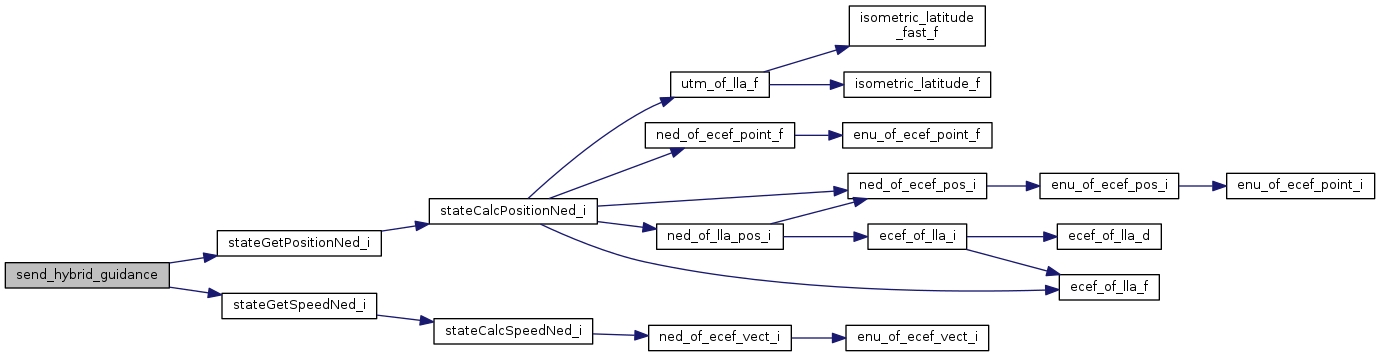 send_hybrid_guidance
stateGetPositionNed_i
stateGetSpeedNed_i
stateCalcPositionNed_i
stateCalcSpeedNed_i
utm_of_lla_f
ned_of_ecef_point_f
ned_of_lla_pos_i
ned_of_ecef_vect_i
isometric_latitude
_fast_f
isometric_latitude_f
enu_of_ecef_point_f
ned_of_ecef_pos_i
ecef_of_lla_i
enu_of_ecef_vect_i
enu_of_ecef_pos_i
ecef_of_lla_d
ecef_of_lla_f
enu_of_ecef_point_i